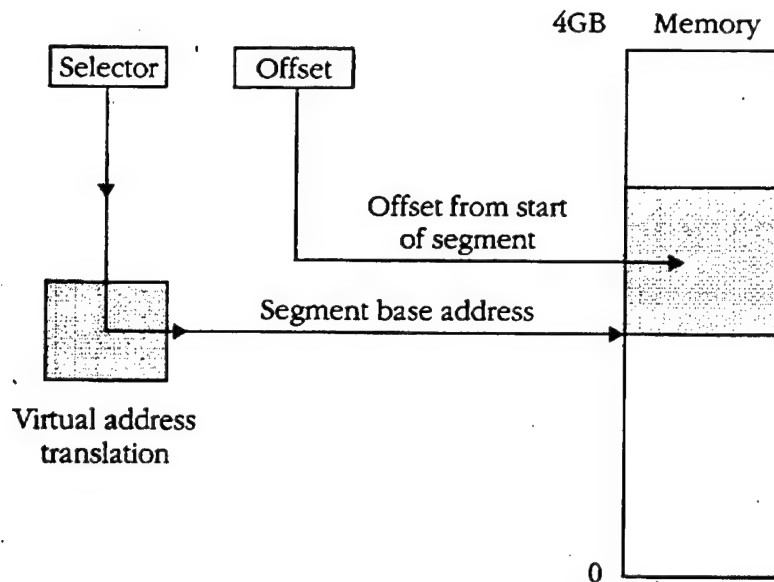 4GB Memory
Selector
Offset
Offset from start
of segment
Segment base address
Virtual address
translation
0